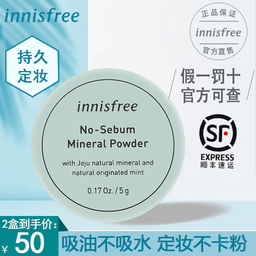 innisfree
正品保证
innisfree
官方直售
持久
定妆
假一罚十
官方可查
innisfree
No-Sebum
Mineral Powder
with Jeju natural mineral and
natural originated mint
0.17 Oz. / 5 g
SF
EXPRESS
顺丰速运
2盒到手价:
¥50
吸油不吸水 定妆不卡粉